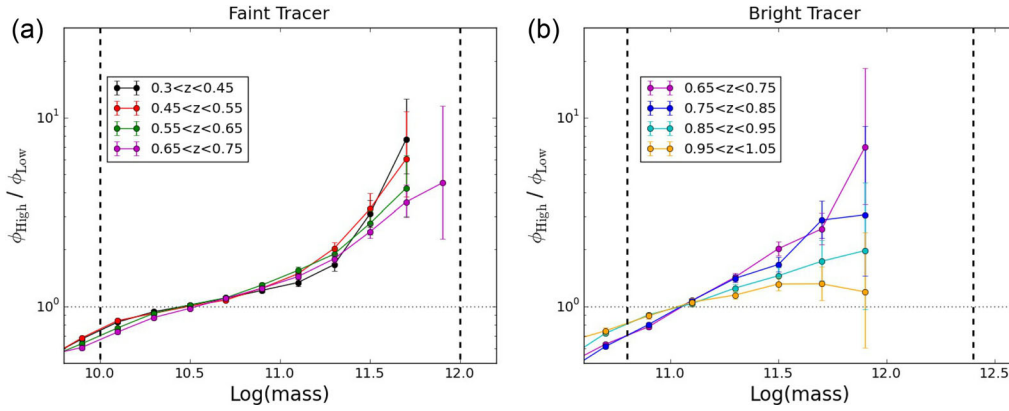 (a)
Faint Tracer
ϕHigh / ϕLow
10¹
10⁰
0.3<z<0.45
0.45<z<0.55
0.55<z<0.65
0.65<z<0.75
10.0 10.5 11.0 11.5 12.0
Log(mass)
(b)
Bright Tracer
ϕHigh / ϕLow
10¹
10⁰
0.65<z<0.75
0.75<z<0.85
0.85<z<0.95
0.95<z<1.05
11.0 11.5 12.0 12.5
Log(mass)